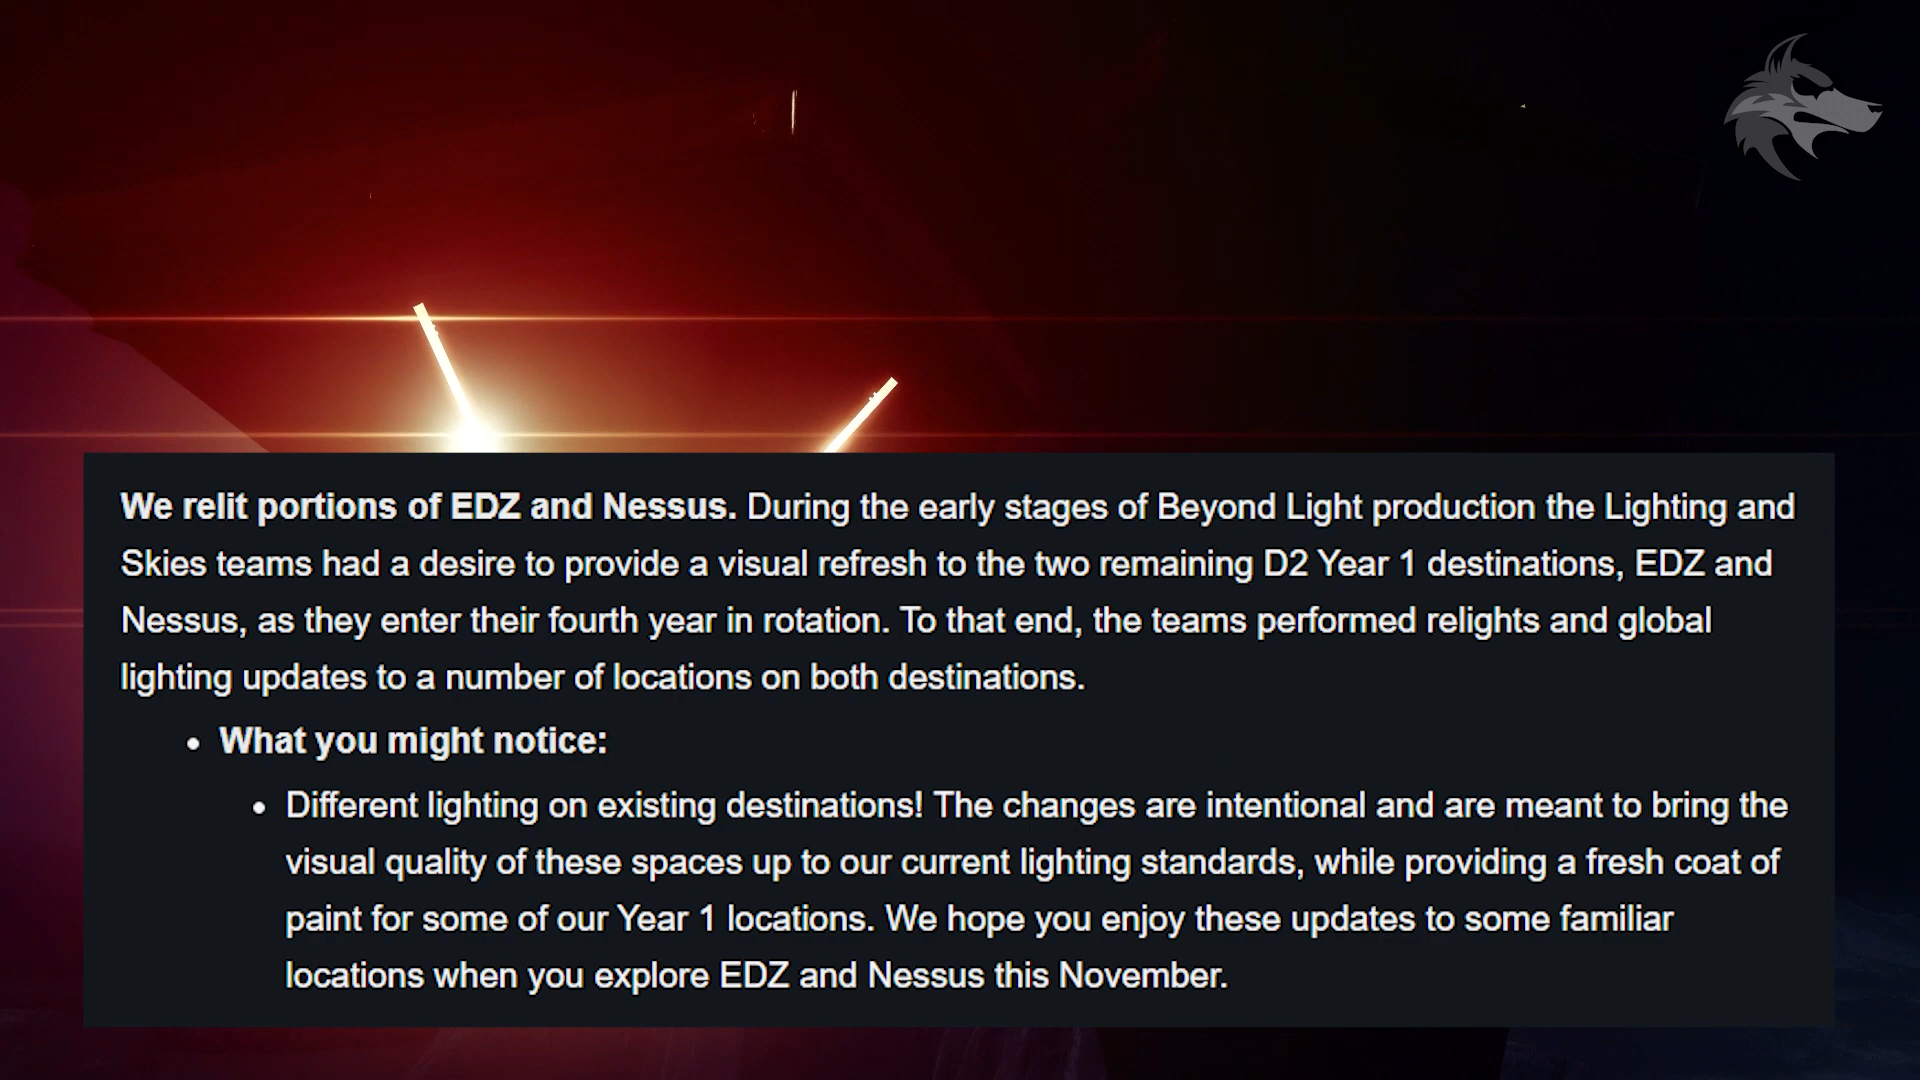 We relit portions of EDZ and Nessus. During the early stages of Beyond Light production the Lighting and
Skies teams had a desire to provide a visual refresh to the two remaining D2 Year 1 destinations, EDZ and
Nessus, as they enter their fourth year in rotation. To that end, the teams performed relights and global
lighting updates to a number of locations on both destinations.
• What you might notice:
• Different lighting on existing destinations! The changes are intentional and are meant to bring the
visual quality of these spaces up to our current lighting standards, while providing a fresh coat of
paint for some of our Year 1 locations. We hope you enjoy these updates to some familiar
locations when you explore EDZ and Nessus this November.